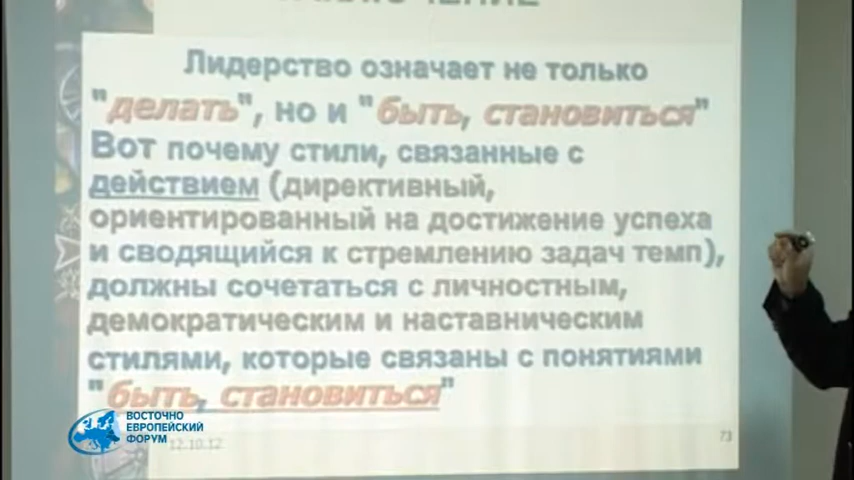 Лидерство означает не только
"делать", но и "быть, становиться"
Вот почему стили, связанные с
действием (директивный,
ориентированный на достижение успеха
и сводящийся к стремлению задач темп),
должны сочетаться с личностным,
демократическим и наставническим
стилями, которые связаны с понятиями
"быть, становиться"
ВОСТОЧНО
ЕВРОПЕЙСКИЙ
ФОРУМ
12.10.12
73